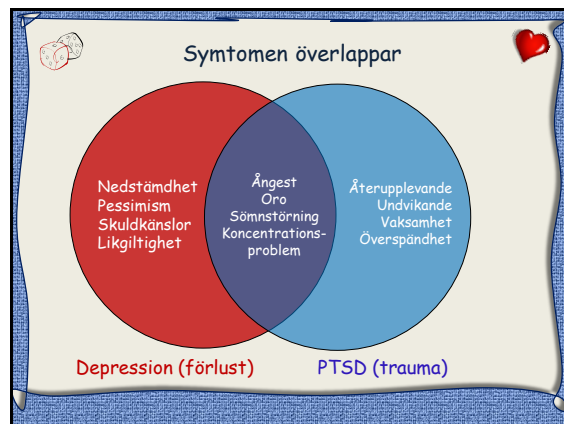 Symtomen överlappar
Nedstämdhet
Pessimism
Skuldkänslor
Likgiltighet
Ångest
Oro
Sömnstörning
Koncentrations-
problem
Återupplevande
Undvikande
Vaksamhet
Överspändhet
Depression (förlust)
PTSD (trauma)